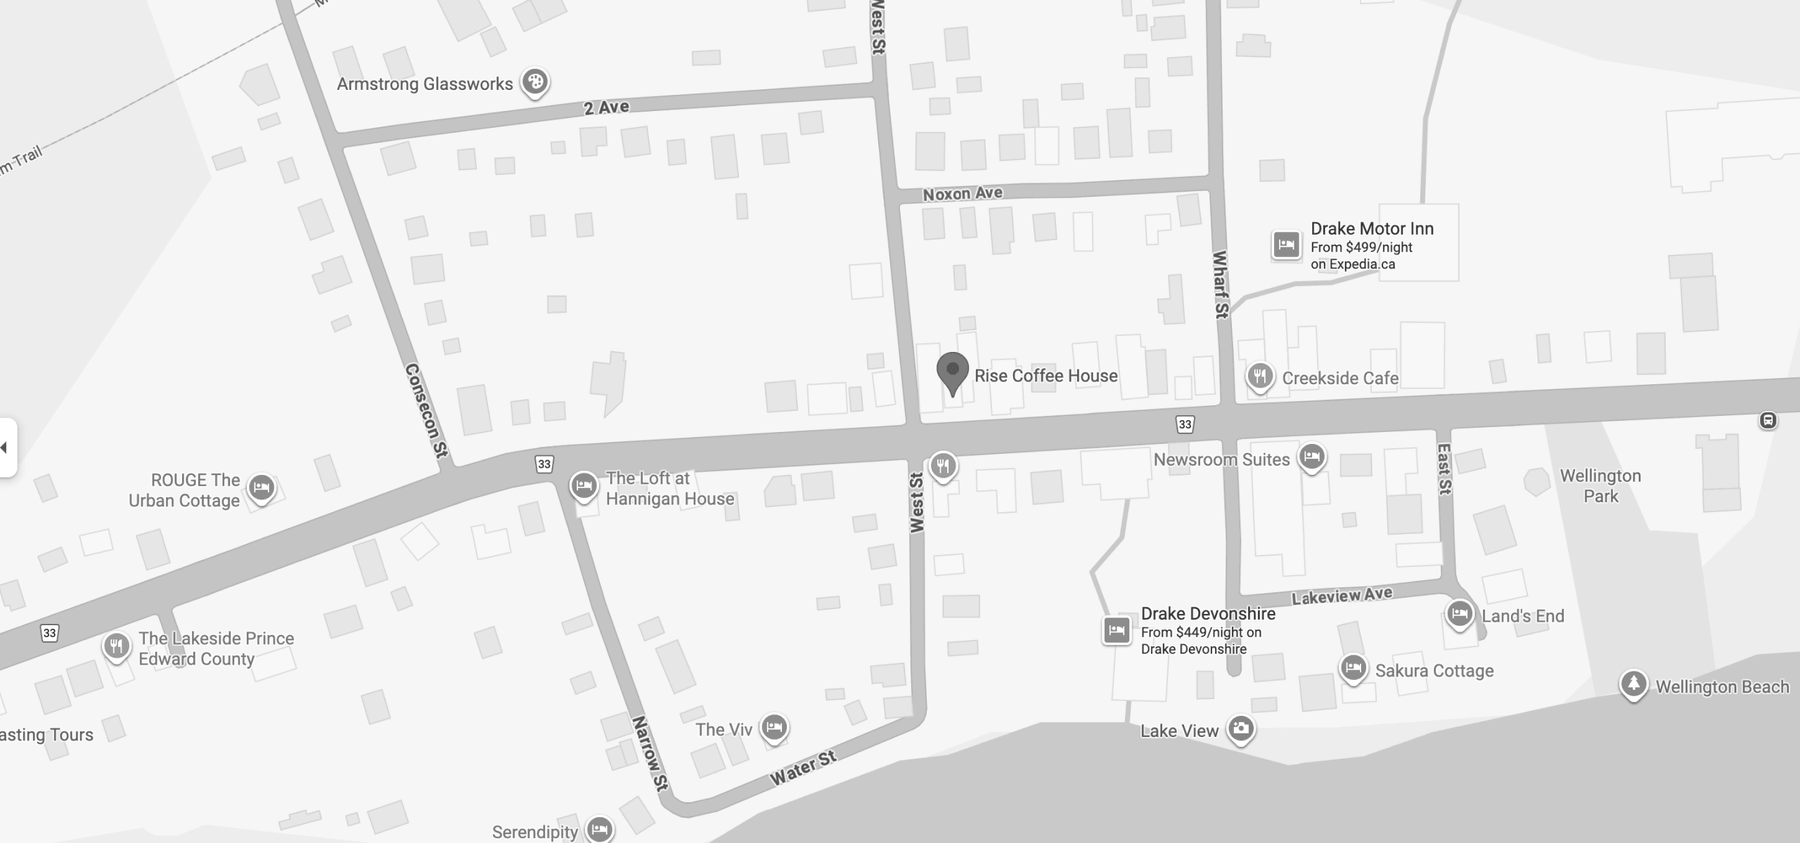 West St
Armstrong Glassworks
2 Ave
m Trail
Noxon Ave
Drake Motor Inn
From $499/night
on Expedia.ca
Wharf St
Consecon St
Rise Coffee House
Creekside Cafe
33
33
Newsroom Suites
East St
Wellington
Park
ROUGE The
Urban Cottage
The Loft at
Hannigan House
West St
Lakeview Ave
Drake Devonshire
From $449/night on
Drake Devonshire
Land's End
33
The Lakeside Prince
Edward County
Sakura Cottage
Wellington Beach
asting Tours
Narrow St
The Viv
Lake View
Water St
Serendipity